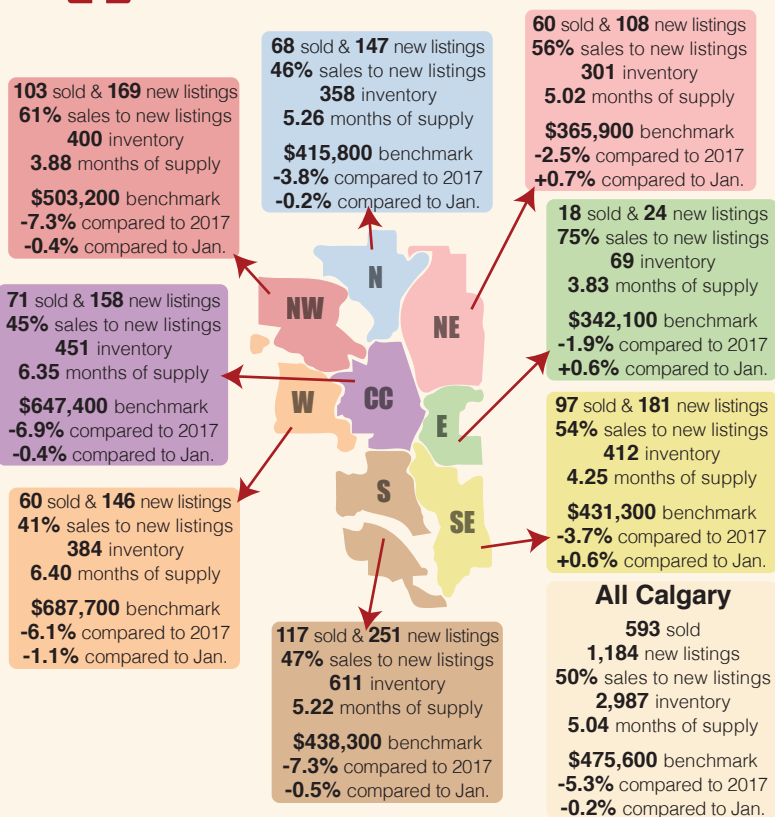 68 sold & 147 new listings
46% sales to new listings
358 inventory
5.26 months of supply
$415,800 benchmark
-3.8% compared to 2017
-0.2% compared to Jan.
60 sold & 108 new listings
56% sales to new listings
301 inventory
5.02 months of supply
$365,900 benchmark
-2.5% compared to 2017
+0.7% compared to Jan.
103 sold & 169 new listings
61% sales to new listings
400 inventory
3.88 months of supply
$503,200 benchmark
-7.3% compared to 2017
-0.4% compared to Jan.
18 sold & 24 new listings
75% sales to new listings
69 inventory
3.83 months of supply
$342,100 benchmark
-1.9% compared to 2017
+0.6% compared to Jan.
N
NW
NE
W
CC
E
S
SE
71 sold & 158 new listings
45% sales to new listings
451 inventory
6.35 months of supply
$647,400 benchmark
-6.9% compared to 2017
-0.4% compared to Jan.
97 sold & 181 new listings
54% sales to new listings
412 inventory
4.25 months of supply
$431,300 benchmark
-3.7% compared to 2017
+0.6% compared to Jan.
60 sold & 146 new listings
41% sales to new listings
384 inventory
6.40 months of supply
$687,700 benchmark
-6.1% compared to 2017
-1.1% compared to Jan.
117 sold & 251 new listings
47% sales to new listings
611 inventory
5.22 months of supply
$438,300 benchmark
-7.3% compared to 2017
-0.5% compared to Jan.
All Calgary
593 sold
1,184 new listings
50% sales to new listings
2,987 inventory
5.04 months of supply
$475,600 benchmark
-5.3% compared to 2017
-0.2% compared to Jan.